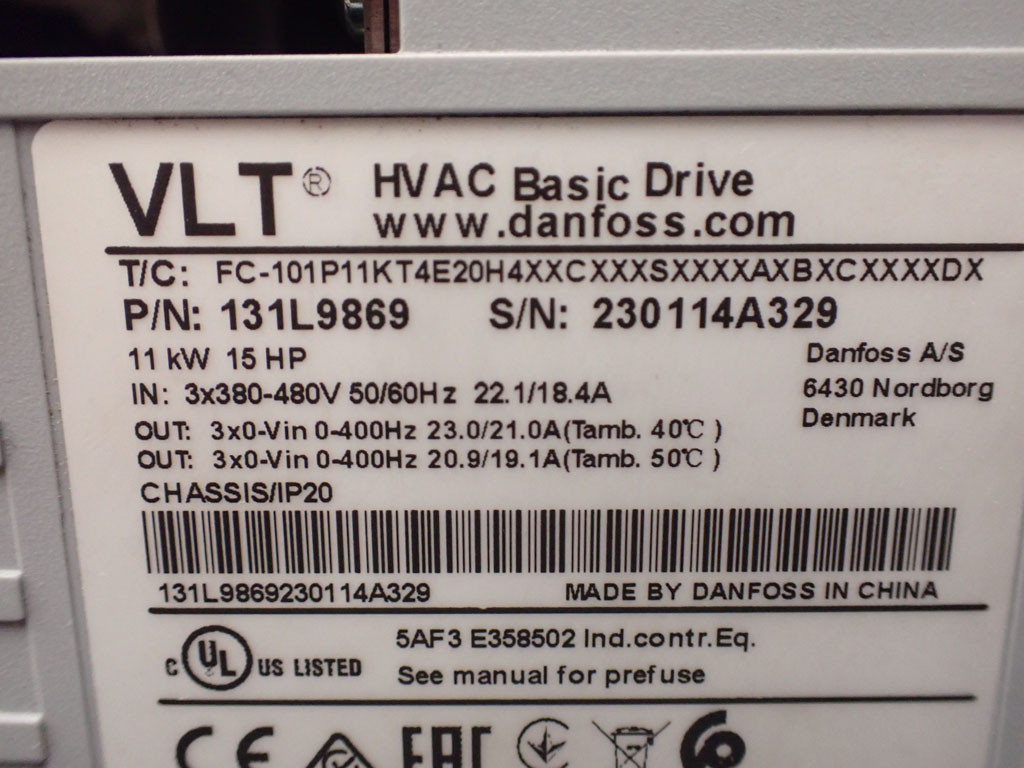 VLT® HVAC Basic Drive
www.danfoss.com
T/C: FC-101P11KT4E20H4XXCXXXSXXXXAXBXCXXXXDX
P/N: 131L9869 S/N: 230114A329
11 kW 15 HP
IN: 3x380-480V 50/60Hz 22.1/18.4A
OUT: 3x0-Vin 0-400Hz 23.0/21.0A(Tamb. 40℃ )
OUT: 3x0-Vin 0-400Hz 20.9/19.1A(Tamb. 50℃ )
CHASSIS/IP20
Danfoss A/S
6430 Nordborg
Denmark
131L9869230114A329 MADE BY DANFOSS IN CHINA
c UL US LISTED
5AF3 E358502 Ind.contr.Eq.
See manual for prefuse
CE EAC